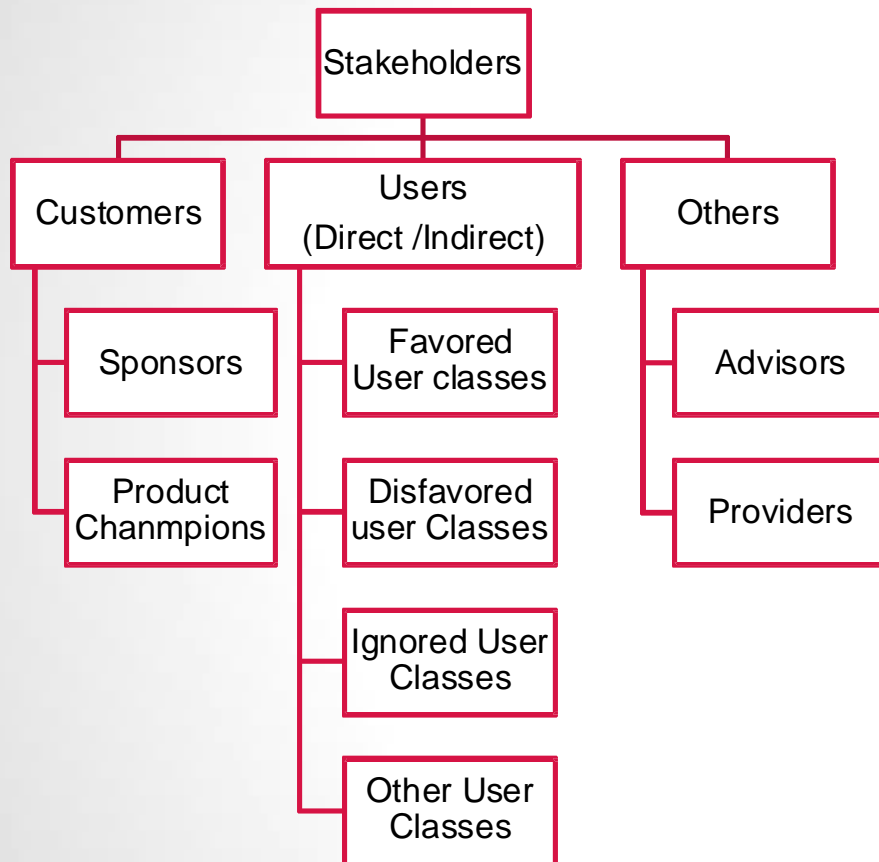 Stakeholders
Customers
Users
(Direct /Indirect)
Others
Sponsors
Product
Chanmpions
Favored
User classes
Disfavored
user Classes
Ignored User
Classes
Other User
Classes
Advisors
Providers